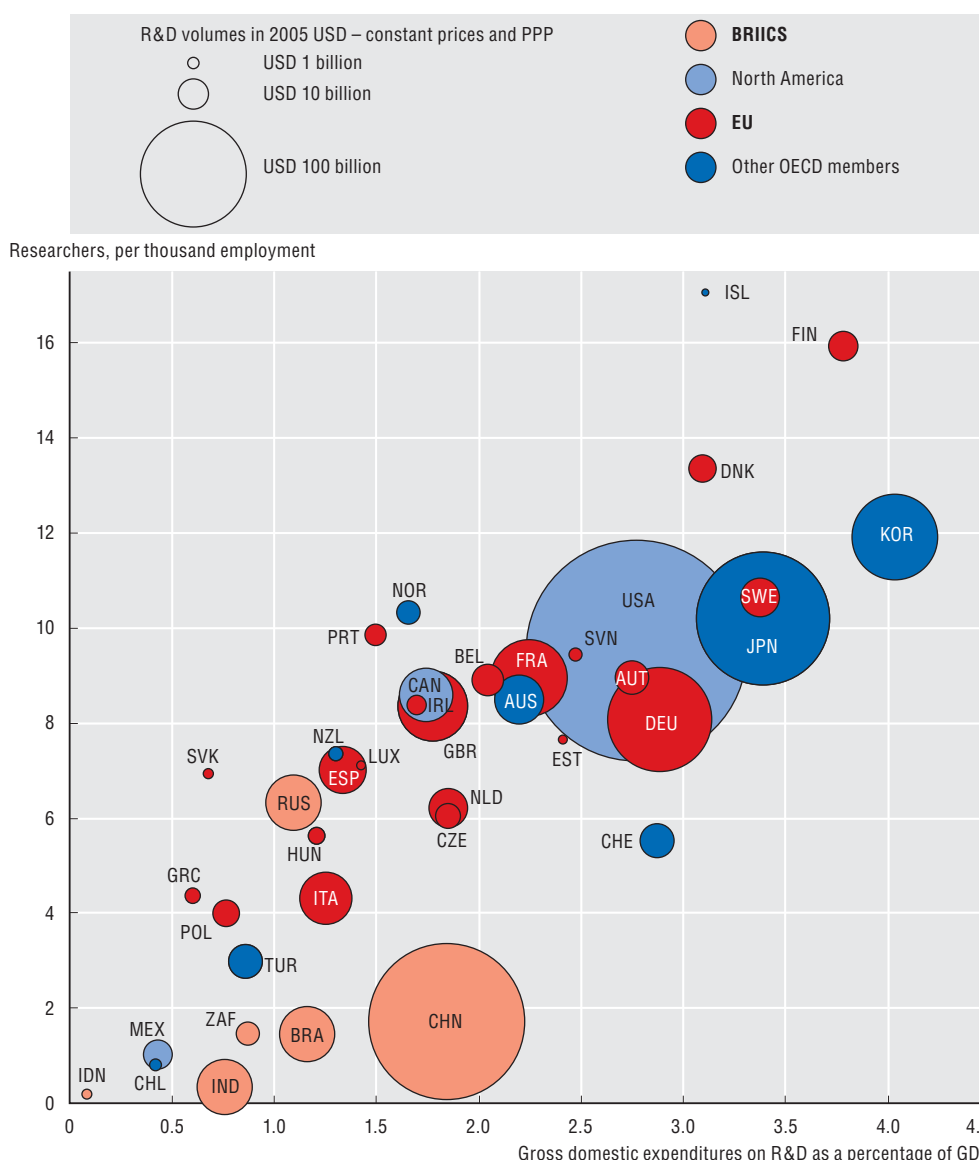 R&D volumes in 2005 USD – constant prices and PPP
USD 1 billion
USD 10 billion
USD 100 billion
BRIICS
North America
EU
Other OECD members
Researchers, per thousand employment
ISL
FIN
16
14
DNK
12
KOR
NOR
USA
SWE
10
PRT
SVN
JPN
BEL
FRA
CAN
AUT
IRL
AUS
8
DEU
NZL
GBR
SVK
LUX
EST
ESP
RUS
NLD
6
HUN
CZE
CHE
GRC
ITA
4
POL
TUR
2
MEX
ZAF
BRA
CHN
IDN
CHL
IND
0
0 0.5 1.0 1.5 2.0 2.5 3.0 3.5 4.0 4.
Gross domestic expenditures on R&D as a percentage of GD